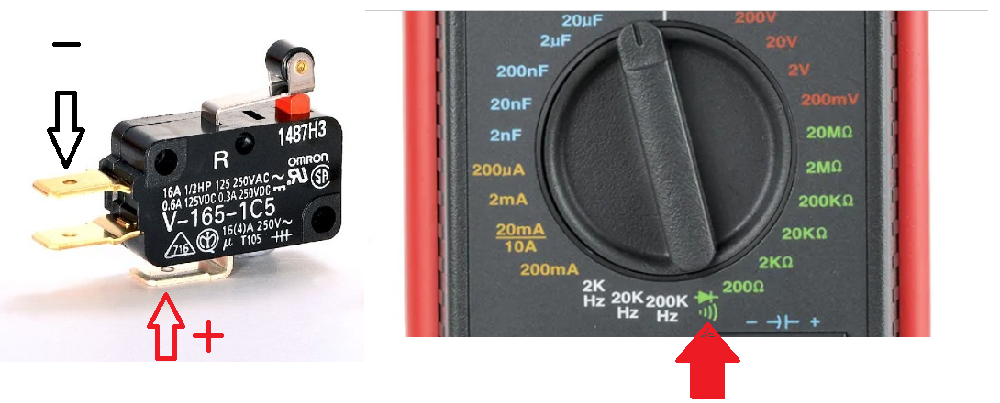 −
1487H3
R
OMRON
16A 1/2HP 125 250VAC ~
0.6A 125VDC 0.3A 250VDC
V-165-1C5
16(4)A 250V~
716
μ T105
+
20μF
2μF
200nF
20nF
2nF
200μA
2mA
20mA
10A
200mA
2K
Hz
20K
Hz
200K
Hz
200V
20V
2V
200mV
20MΩ
2MΩ
200KΩ
20KΩ
2KΩ
200Ω
− +